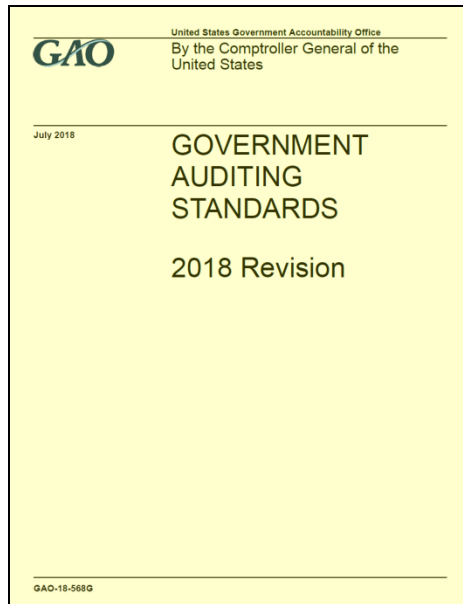 GAO
United States Government Accountability Office
By the Comptroller General of the
United States
July 2018
GOVERNMENT
AUDITING
STANDARDS
2018 Revision
GAO-18-568G